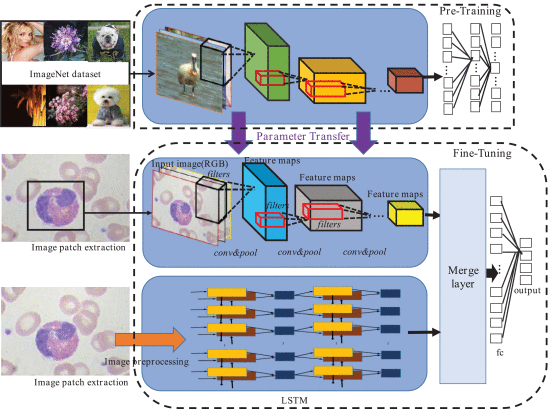 Pre-Training
ImageNet dataset
Parameter Transfer
Fine-Tuning
Input image(RGB)
filters
Feature maps
Feature maps
Feature maps
filters
filters
conv&pool
conv&pool
conv&pool
Image patch extraction
Merge
layer
output
fc
Image preprocessing
Image patch extraction
LSTM